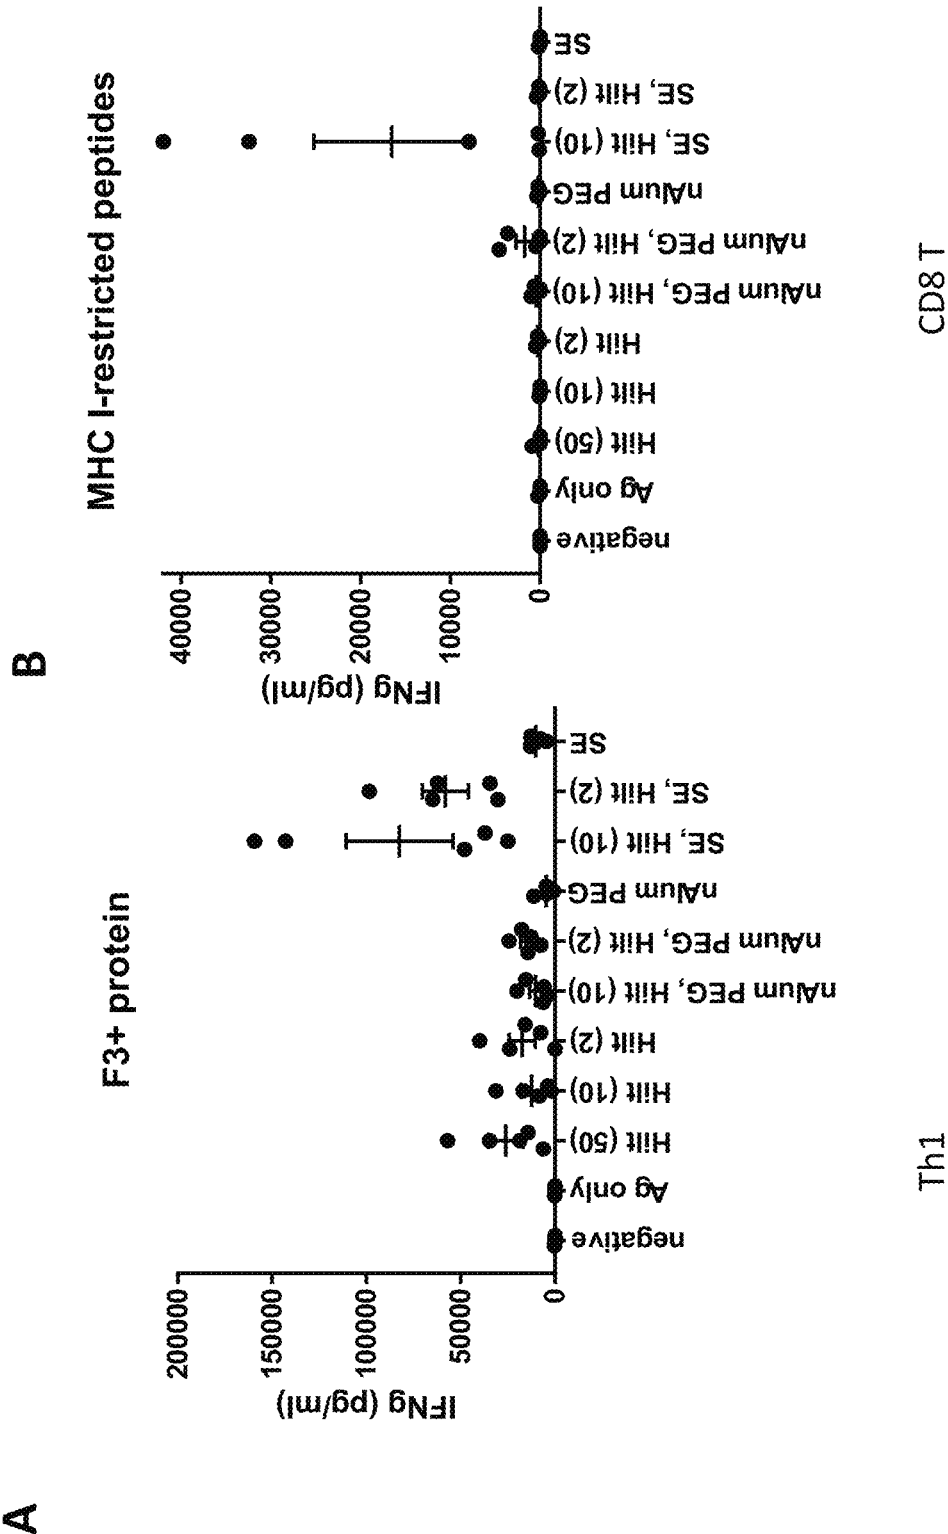 A
F3+ protein
IFNg (pg/ml)
200000
150000
100000
50000
0
negative
Ag only
Hilt (50)
Hilt (10)
Hilt (2)
nAlum PEG, Hilt (10)
nAlum PEG, Hilt (2)
nAlum PEG
SE, Hilt (10)
SE, Hilt (2)
SE
Th1
B
MHC I-restricted peptides
IFNg (pg/ml)
40000
30000
20000
10000
0
negative
Ag only
Hilt (50)
Hilt (10)
Hilt (2)
nAlum PEG, Hilt (10)
nAlum PEG, Hilt (2)
nAlum PEG
SE, Hilt (10)
SE, Hilt (2)
SE
CD8 T